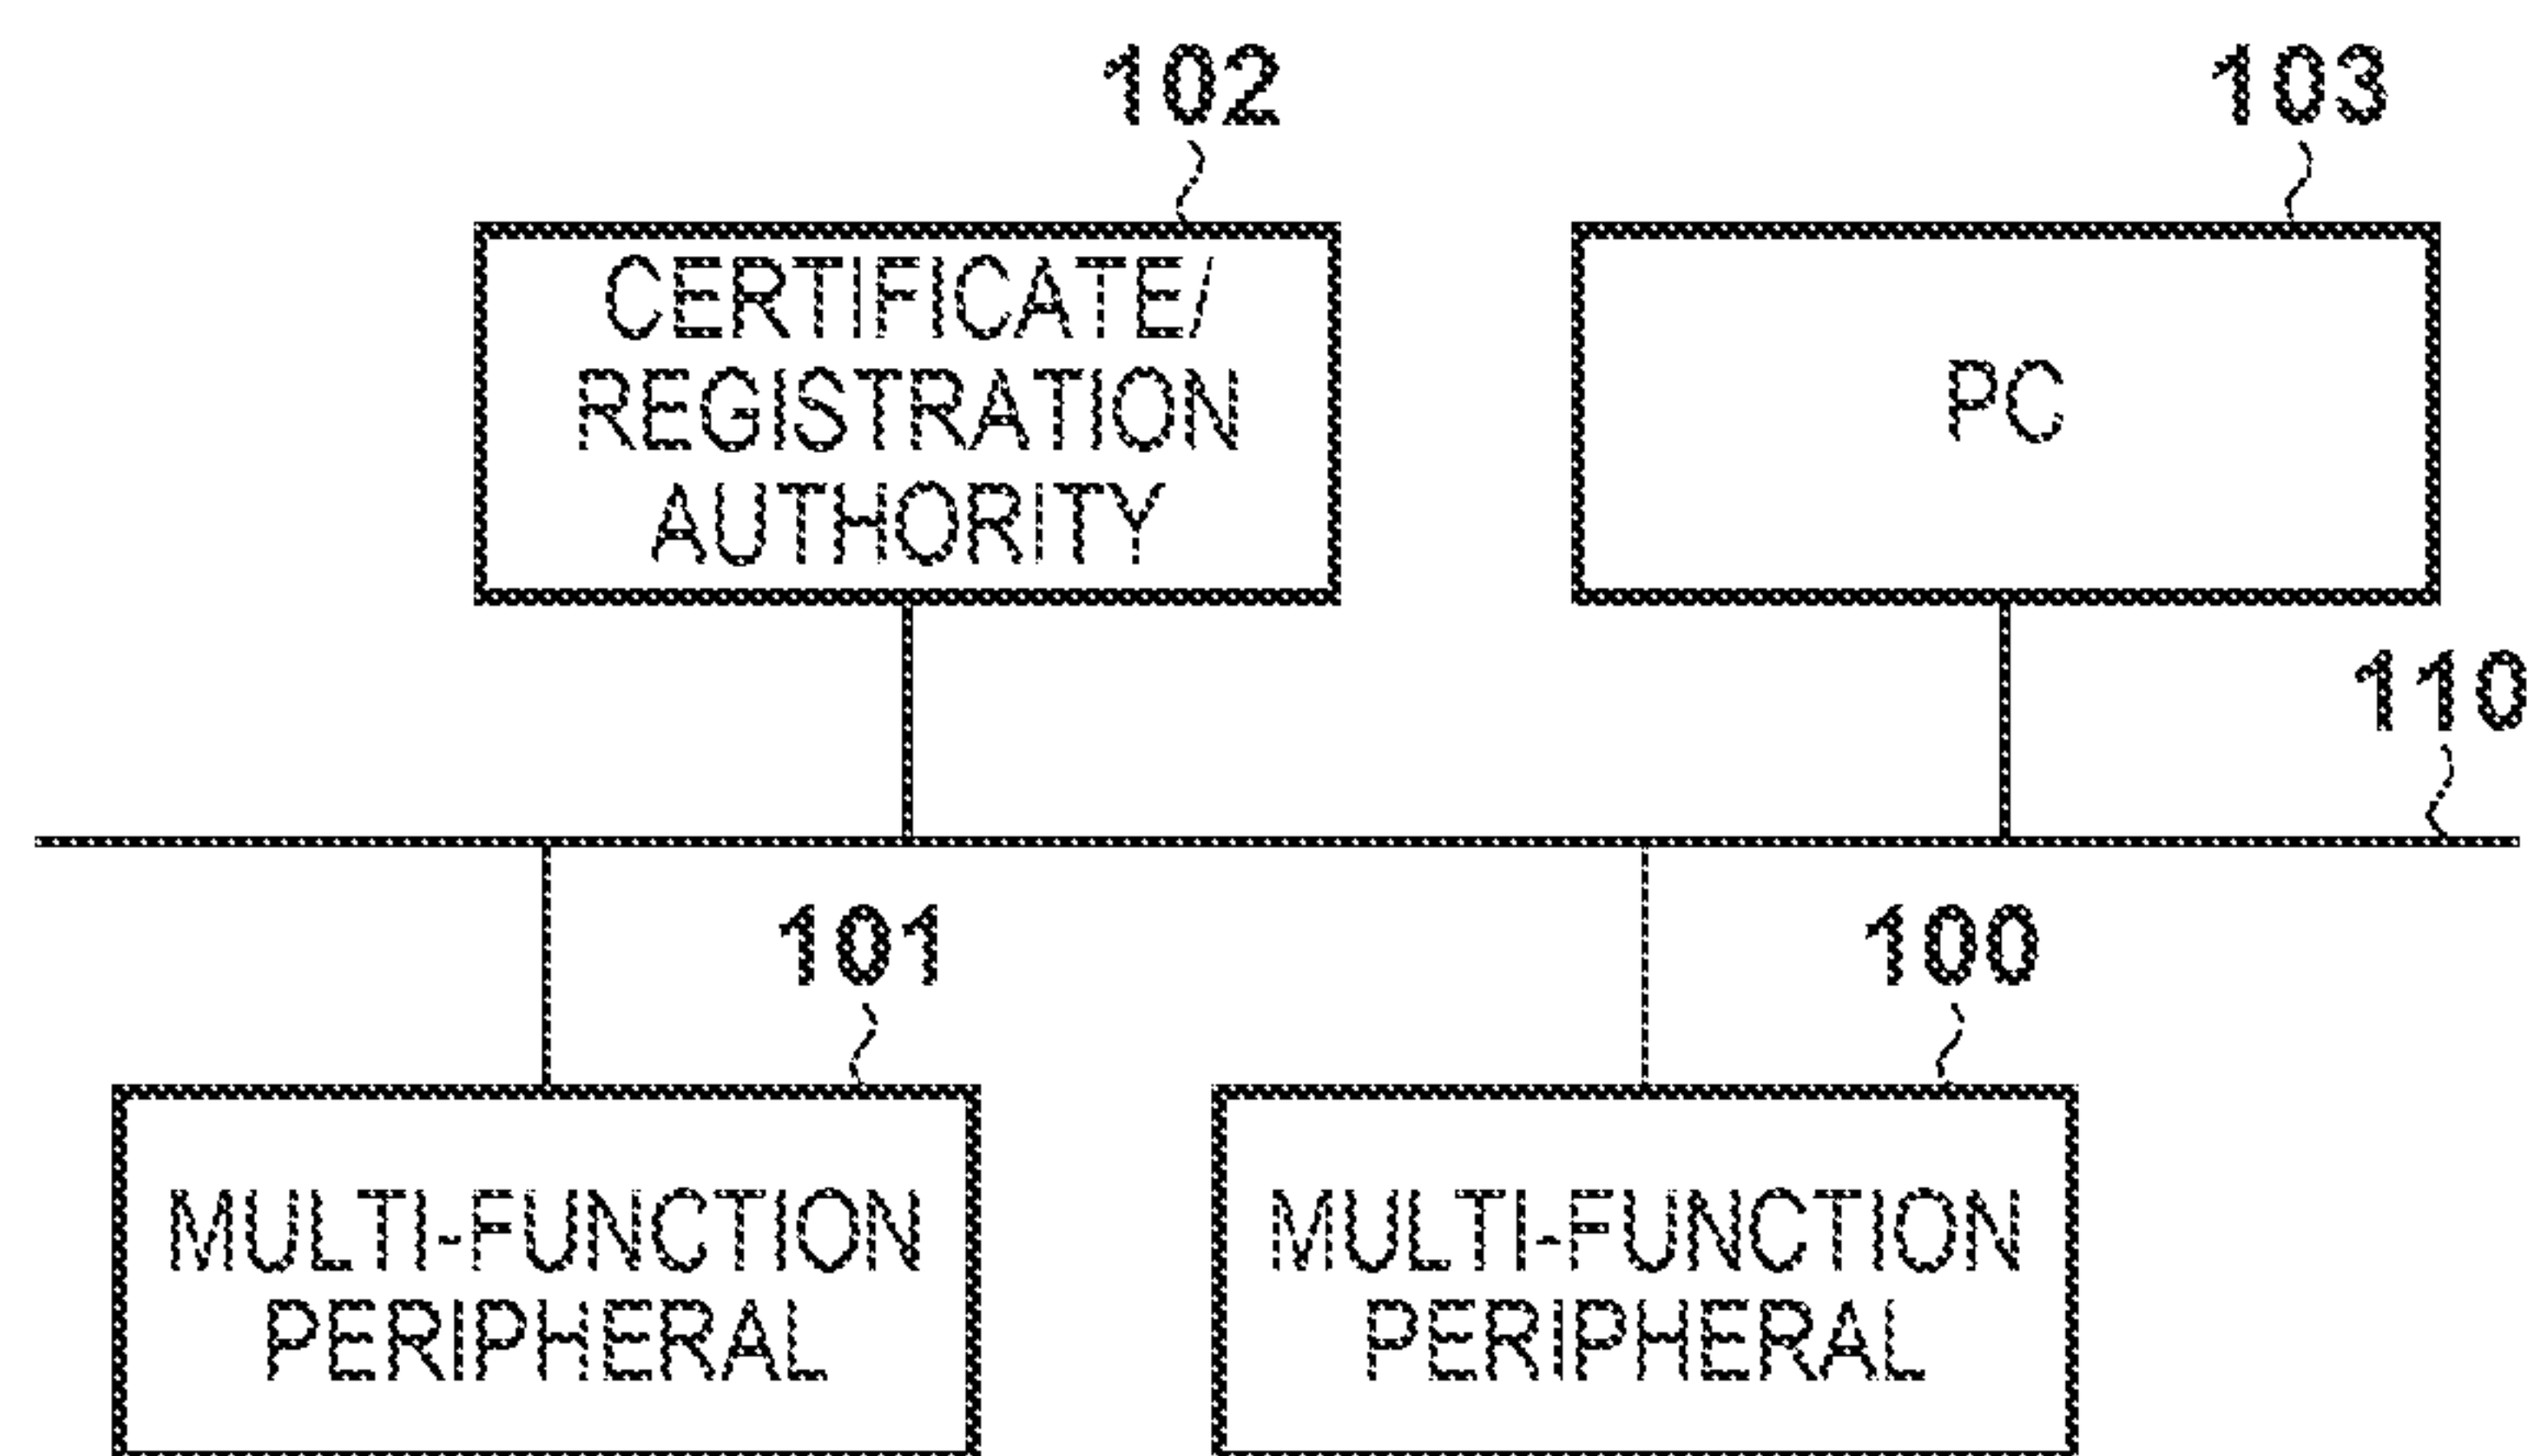 102
103
CERTIFICATE/
REGISTRATION
AUTHORITY
PC
110
101
100
MULTI-FUNCTION
PERIPHERAL
MULTI-FUNCTION
PERIPHERAL